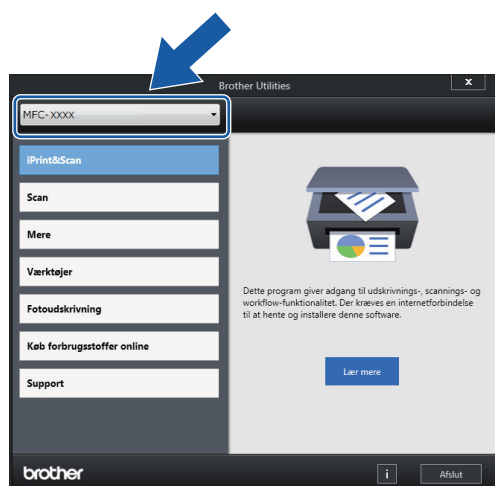 Brother Utilities
X
MFC-XXXX
iPrint&Scan
Scan
Mere
Værktøjer
Fotoudskrivning
Køb forbrugsstoffer online
Support
Dette program giver adgang til udskrivnings-, scannings- og
workflow-funktionalitet. Der kræves en internetforbindelse
til at hente og installere denne software.
Lær mere
brother
i
Afslut